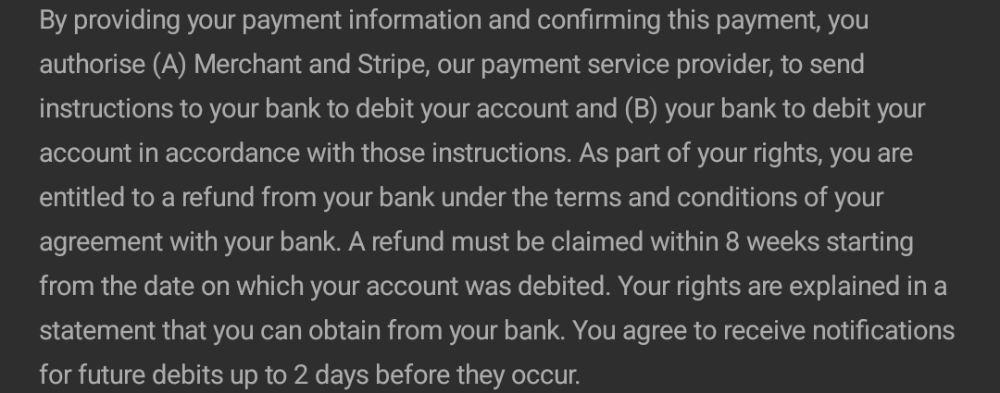 By providing your payment information and confirming this payment, you
authorise (A) Merchant and Stripe, our payment service provider, to send
instructions to your bank to debit your account and (B) your bank to debit your
account in accordance with those instructions. As part of your rights, you are
entitled to a refund from your bank under the terms and conditions of your
agreement with your bank. A refund must be claimed within 8 weeks starting
from the date on which your account was debited. Your rights are explained in a
statement that you can obtain from your bank. You agree to receive notifications
for future debits up to 2 days before they occur.